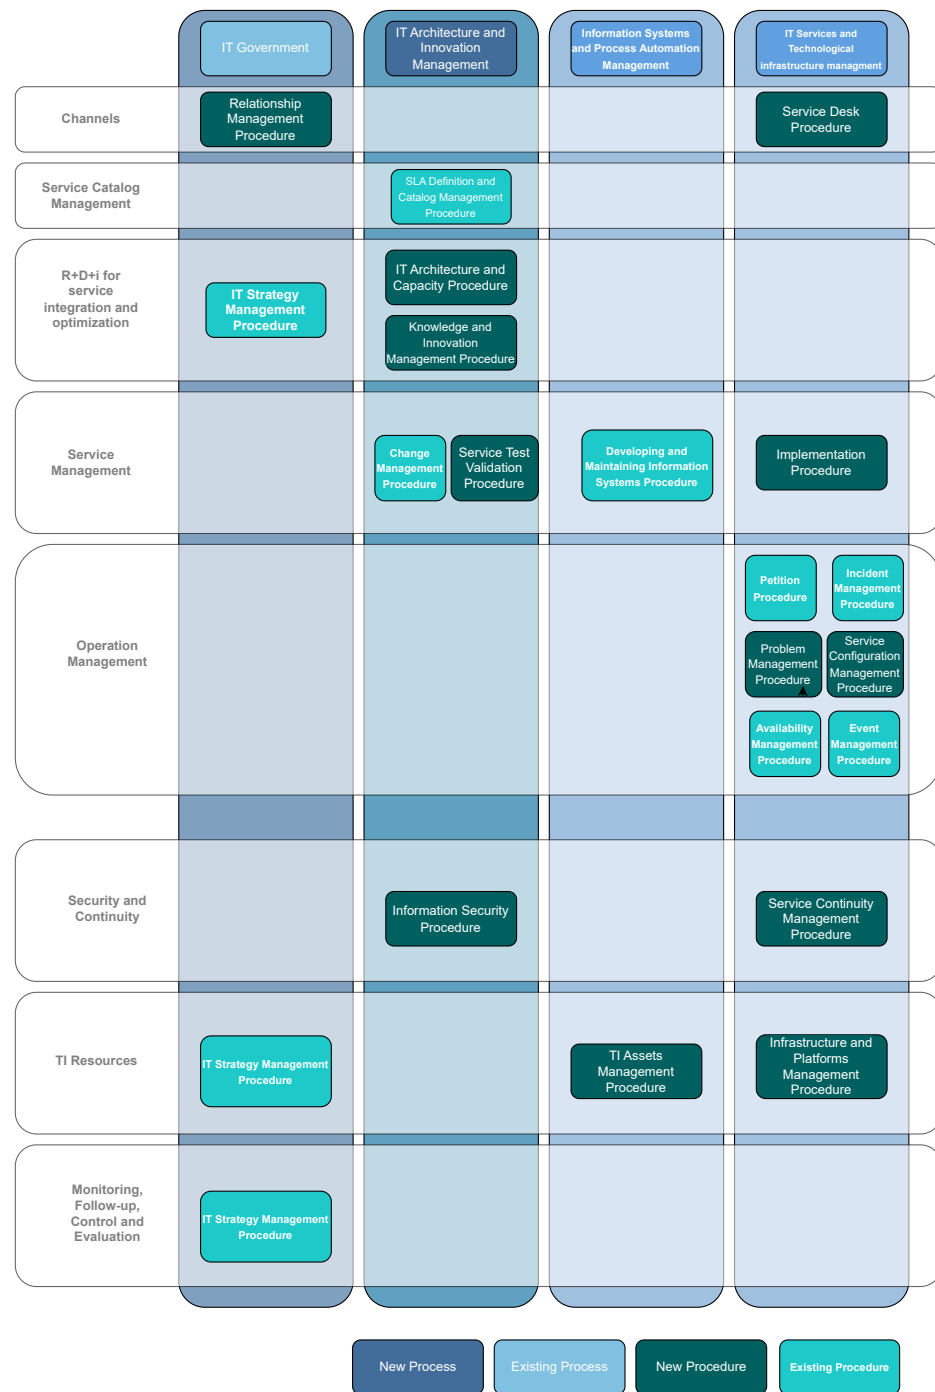 IT Government
IT Architecture and
Innovation
Management
Information Systems
and Process Automation
Management
IT Services and
Technological
infrastructure managment
Channels
Relationship
Management
Procedure
Service Desk
Procedure
Service Catalog
Management
SLA Definition and
Catalog Management
Procedure
R+D+i for
service
integration and
optimization
IT Strategy
Management
Procedure
IT Architecture and
Capacity Procedure
Knowledge and
Innovation
Management Procedure
Service
Management
Change
Management
Procedure
Service Test
Validation
Procedure
Developing and
Maintaining Information
Systems Procedure
Implementation
Procedure
Operation
Management
Petition
Procedure
Incident
Management
Procedure
Problem
Management
Procedure
Service
Configuration
Management
Procedure
Availability
Management
Procedure
Event
Management
Procedure
Security and
Continuity
Information Security
Procedure
Service Continuity
Management
Procedure
TI Resources
IT Strategy Management
Procedure
TI Assets
Management
Procedure
Infrastructure and
Platforms
Management
Procedure
Monitoring,
Follow-up,
Control and
Evaluation
IT Strategy Management
Procedure
New Process
Existing Process
New Procedure
Existing Procedure